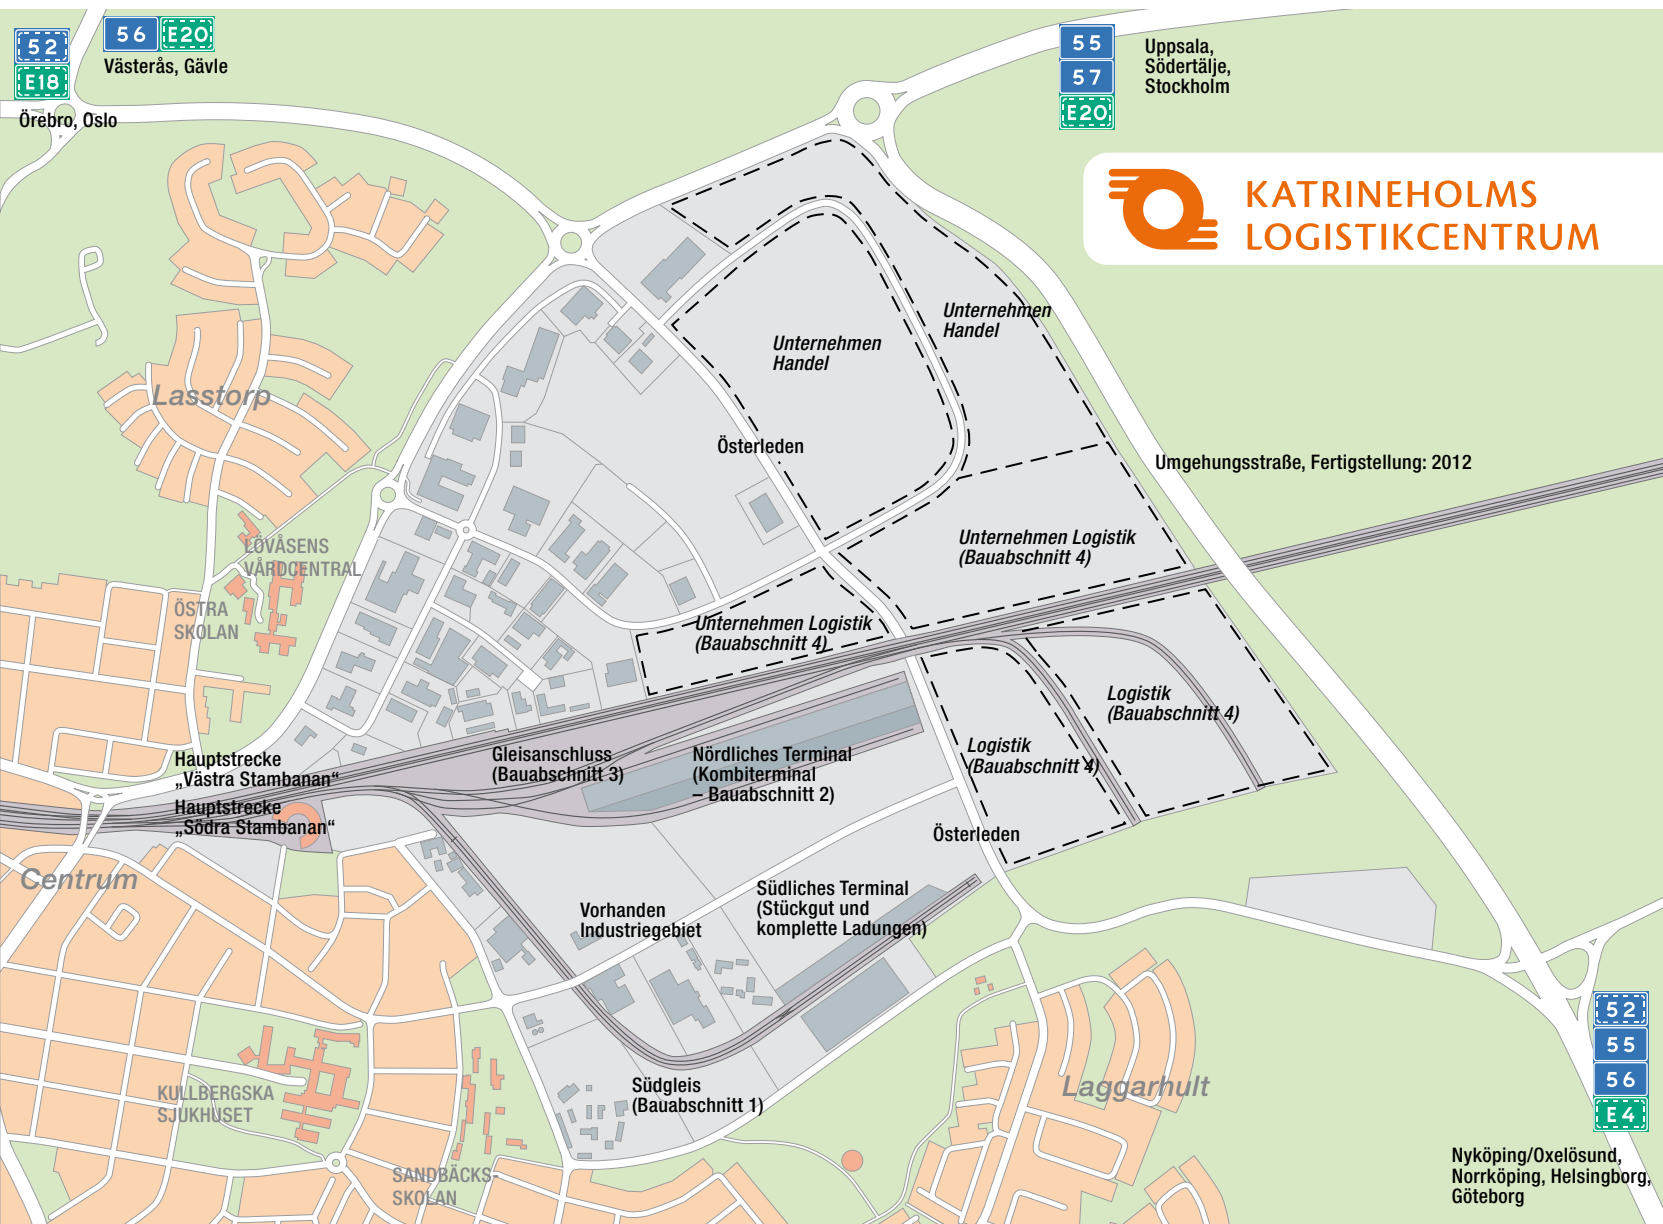 52
E18
Örebro, Oslo
56 E20
Västerås, Gävle
55
57
E20
Uppsala,
Södertälje,
Stockholm
KATRINEHOLMS
LOGISTIKCENTRUM
Unternehmen
Handel
Unternehmen
Handel
Lasstorp
Österleden
Umgehungsstraße, Fertigstellung: 2012
LÖVÅSENS
VÅRDCENTRAL
Unternehmen Logistik
(Bauabschnitt 4)
ÖSTRA
SKOLAN
Unternehmen Logistik
(Bauabschnitt 4)
Logistik
(Bauabschnitt 4)
Logistik
(Bauabschnitt 4)
Hauptstrecke
„Västra Stambanan“
Gleisanschluss
(Bauabschnitt 3)
Nördliches Terminal
(Kombiterminal
– Bauabschnitt 2)
Hauptstrecke
„Södra Stambanan“
Österleden
Centrum
Vorhanden
Industriegebiet
Südliches Terminal
(Stückgut und
komplette Ladungen)
Südgleis
(Bauabschnitt 1)
KULLBERGSKA
SJUKHUSET
Laggarhult
SANDBÄCKS-
SKOLAN
52
55
56
E4
Nyköping/Oxelösund,
Norrköping, Helsingborg,
Göteborg